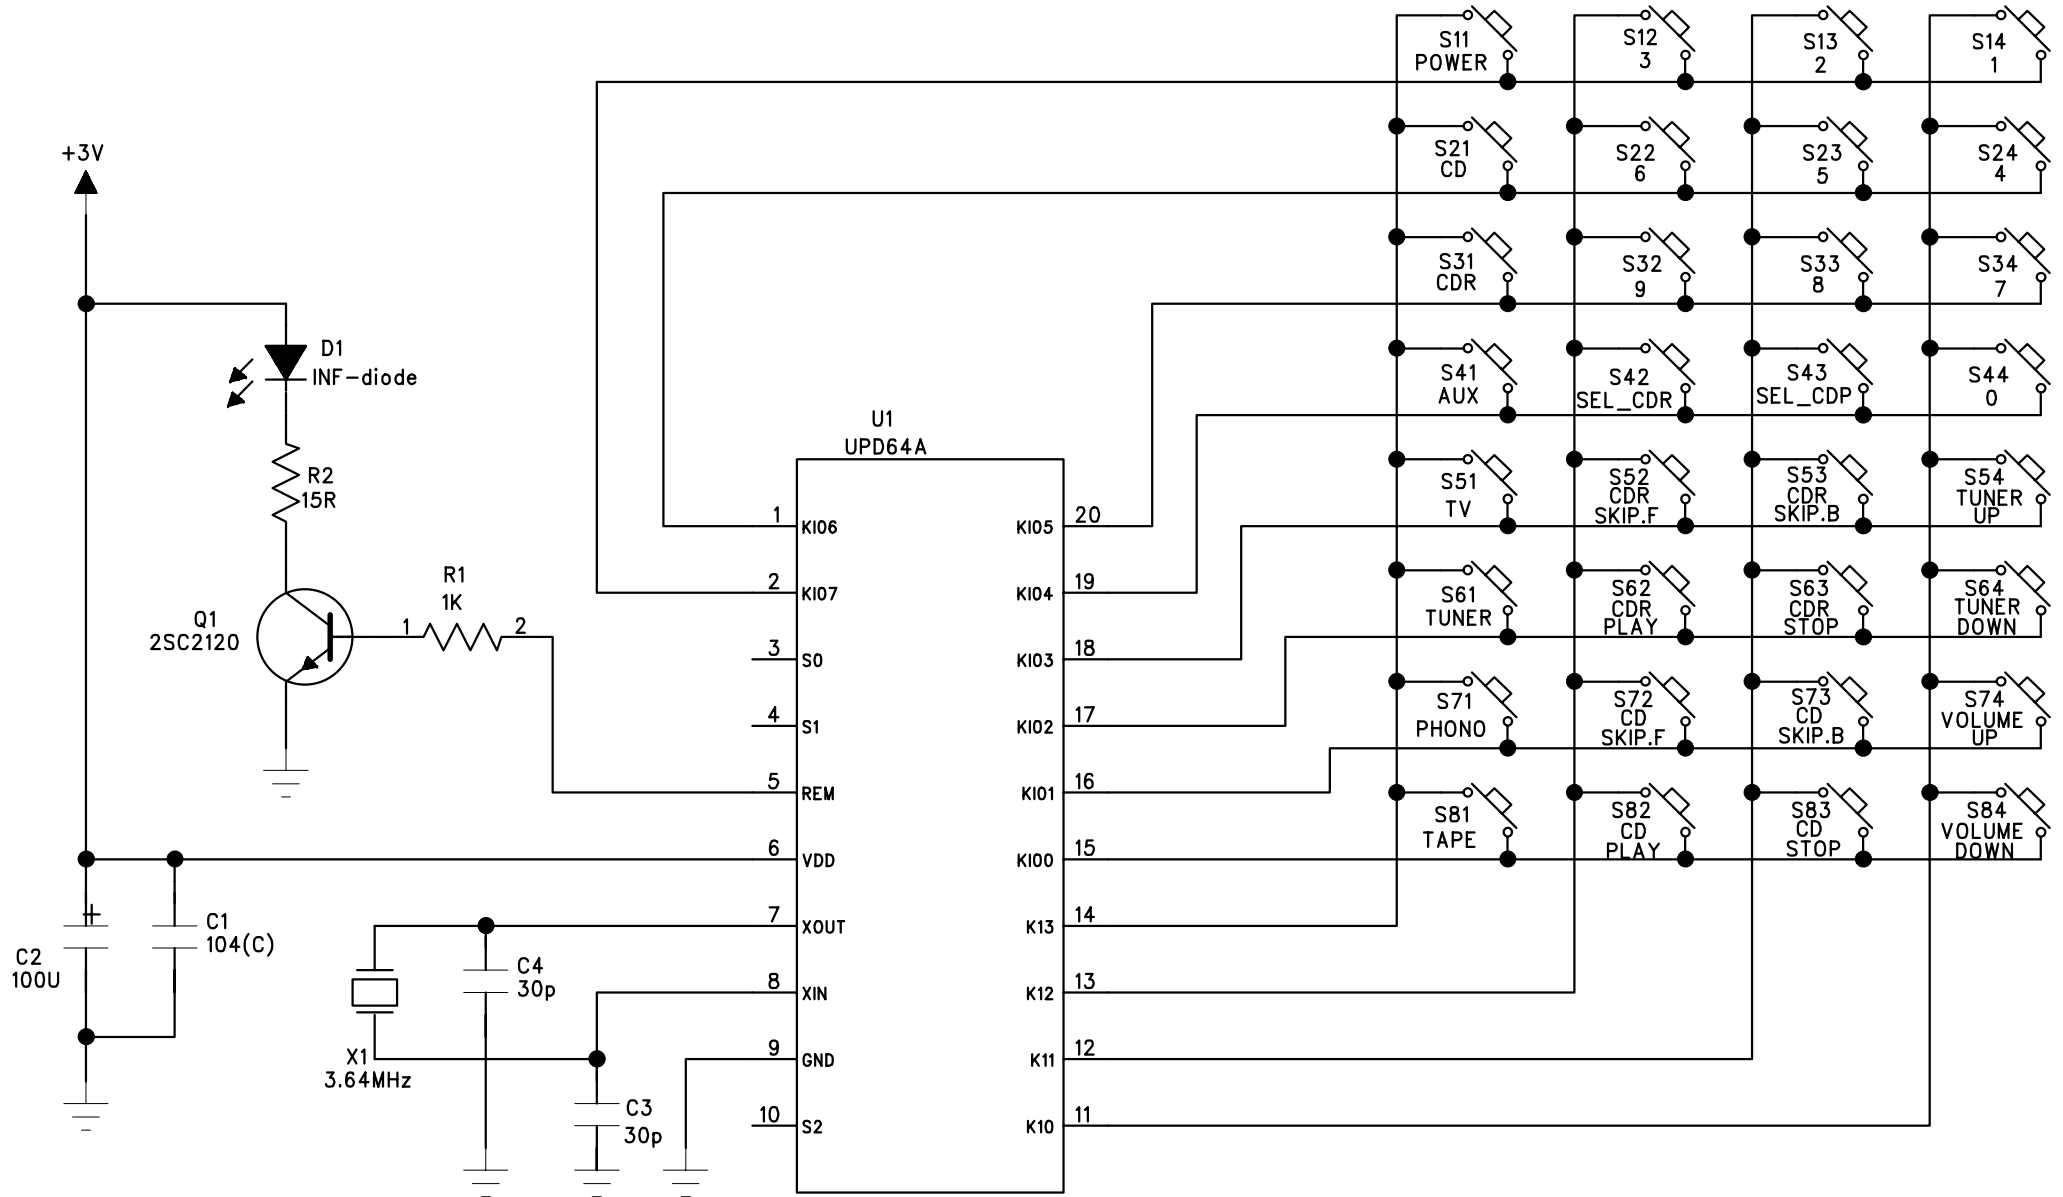 S11
POWER
S12
3
S13
2
S14
1
+3V
S21
CD
S22
6
S23
5
S24
4
S31
CDR
S32
9
S33
8
S34
7
D1
INF-diode
S41
AUX
S42
SEL_CDR
S43
SEL_CDP
S44
0
U1
UPD64A
R2
15R
S51
TV
S52
CDR
SKIP.F
S53
CDR
SKIP.B
S54
TUNER
UP
1 KI06
KI05 20
2 KI07
KI04 19
R1
1K
1 2
Q1
2SC2120
S61
TUNER
S62
CDR
PLAY
S63
CDR
STOP
S64
TUNER
DOWN
3 S0
KI03 18
4 S1
KI02 17
S71
PHONO
S72
CD
SKIP.F
S73
CD
SKIP.B
S74
VOLUME
UP
5 REM
KI01 16
S81
TAPE
S82
CD
PLAY
S83
CD
STOP
S84
VOLUME
DOWN
6 VDD
KI00 15
+
C2
100U
C1
104(C)
7 XOUT
K13 14
C4
30p
8 XIN
K12 13
X1
3.64MHz
9 GND
K11 12
C3
30p
10 S2
K10 11